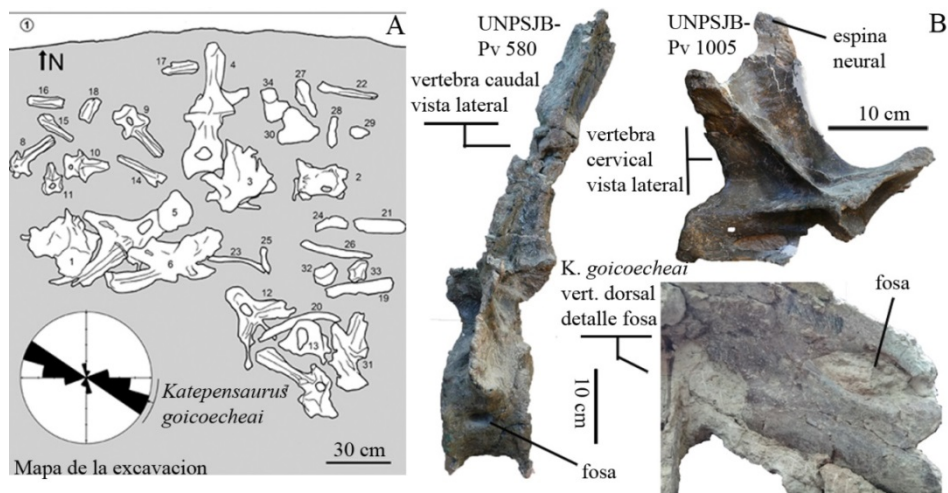 ①
A
N
17
4
16
18
9
34
27
22
15
30
28
29
8
10
14
3
2
11
5
24
21
1
6
23
25
26
32
33
19
12
20
13
31
Katepensaurus
goicoecheai
30 cm
Mapa de la excavacion
UNPSJB-
Pv 580
vertebra caudal
vista lateral
10 cm
fosa
B
UNPSJB-
Pv 1005
espina
neural
10 cm
vertebra
cervical
vista lateral
K. goicoecheai
vert. dorsal
detalle fosa
fosa